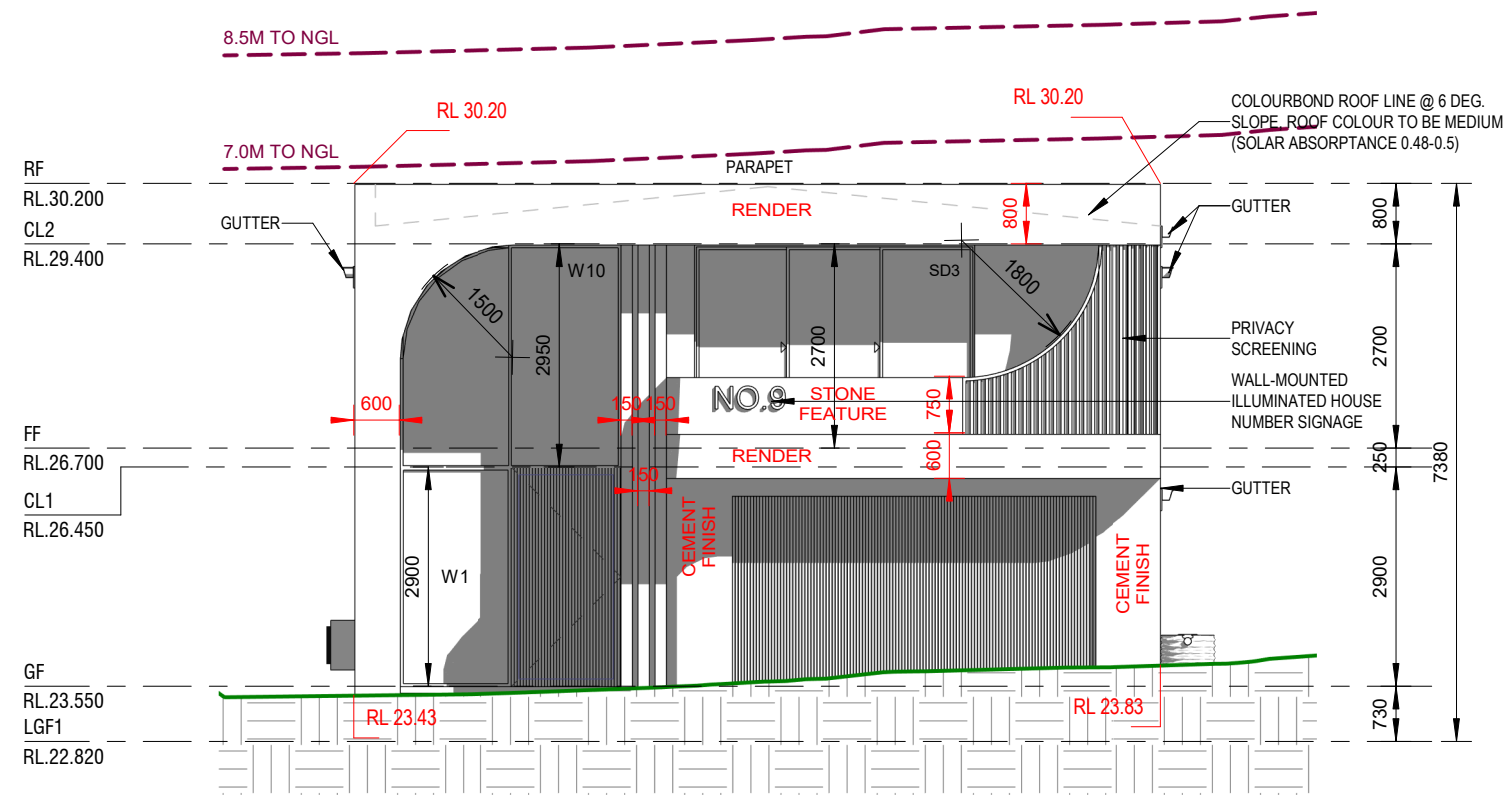 8.5M TO NGL
RL 30.20
RL 30.20
COLOURBOND ROOF LINE @ 6 DEG.
SLOPE, ROOF COLOUR TO BE MEDIUM
(SOLAR ABSORPTANCE 0.48-0.5)
7.0M TO NGL
PARAPET
RF
RL.30.200
RENDER
800
800
GUTTER
GUTTER
CL2
RL.29.400
W10
SD3
1500
1800
2950
2700
2700
PRIVACY
SCREENING
WALL-MOUNTED
ILLUMINATED HOUSE
NUMBER SIGNAGE
NO.9
STONE
FEATURE
750
600
150
150
FF
RL.26.700
RENDER
600
250
7380
CL1
RL.26.450
150
GUTTER
CEMENT
FINISH
CEMENT
FINISH
W1
2900
2900
GF
RL.23.550
RL 23.43
RL 23.83
730
LGF1
RL.22.820